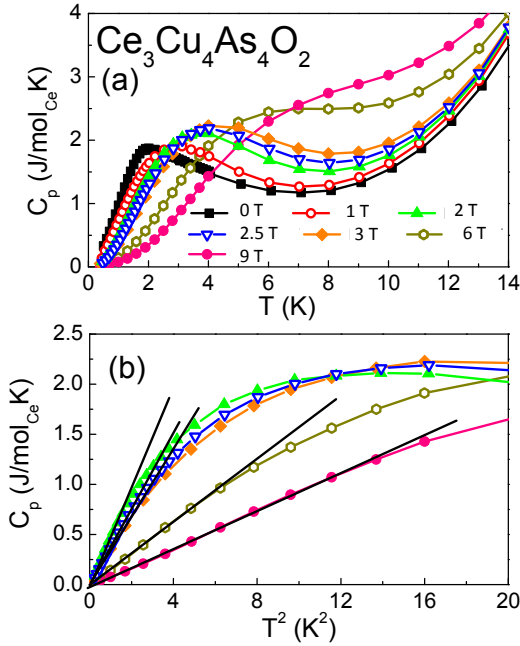 Ce3Cu4As4O2
(a)
Cp (J/molCeK)
4
3
2
1
0
0 T
1 T
2 T
2.5 T
3 T
6 T
9 T
0 2 4 6 8 10 12 14
T (K)
(b)
Cp (J/molCeK)
2.5
2.0
1.5
1.0
0.5
0.0
0 4 8 12 16 20
T2 (K2)